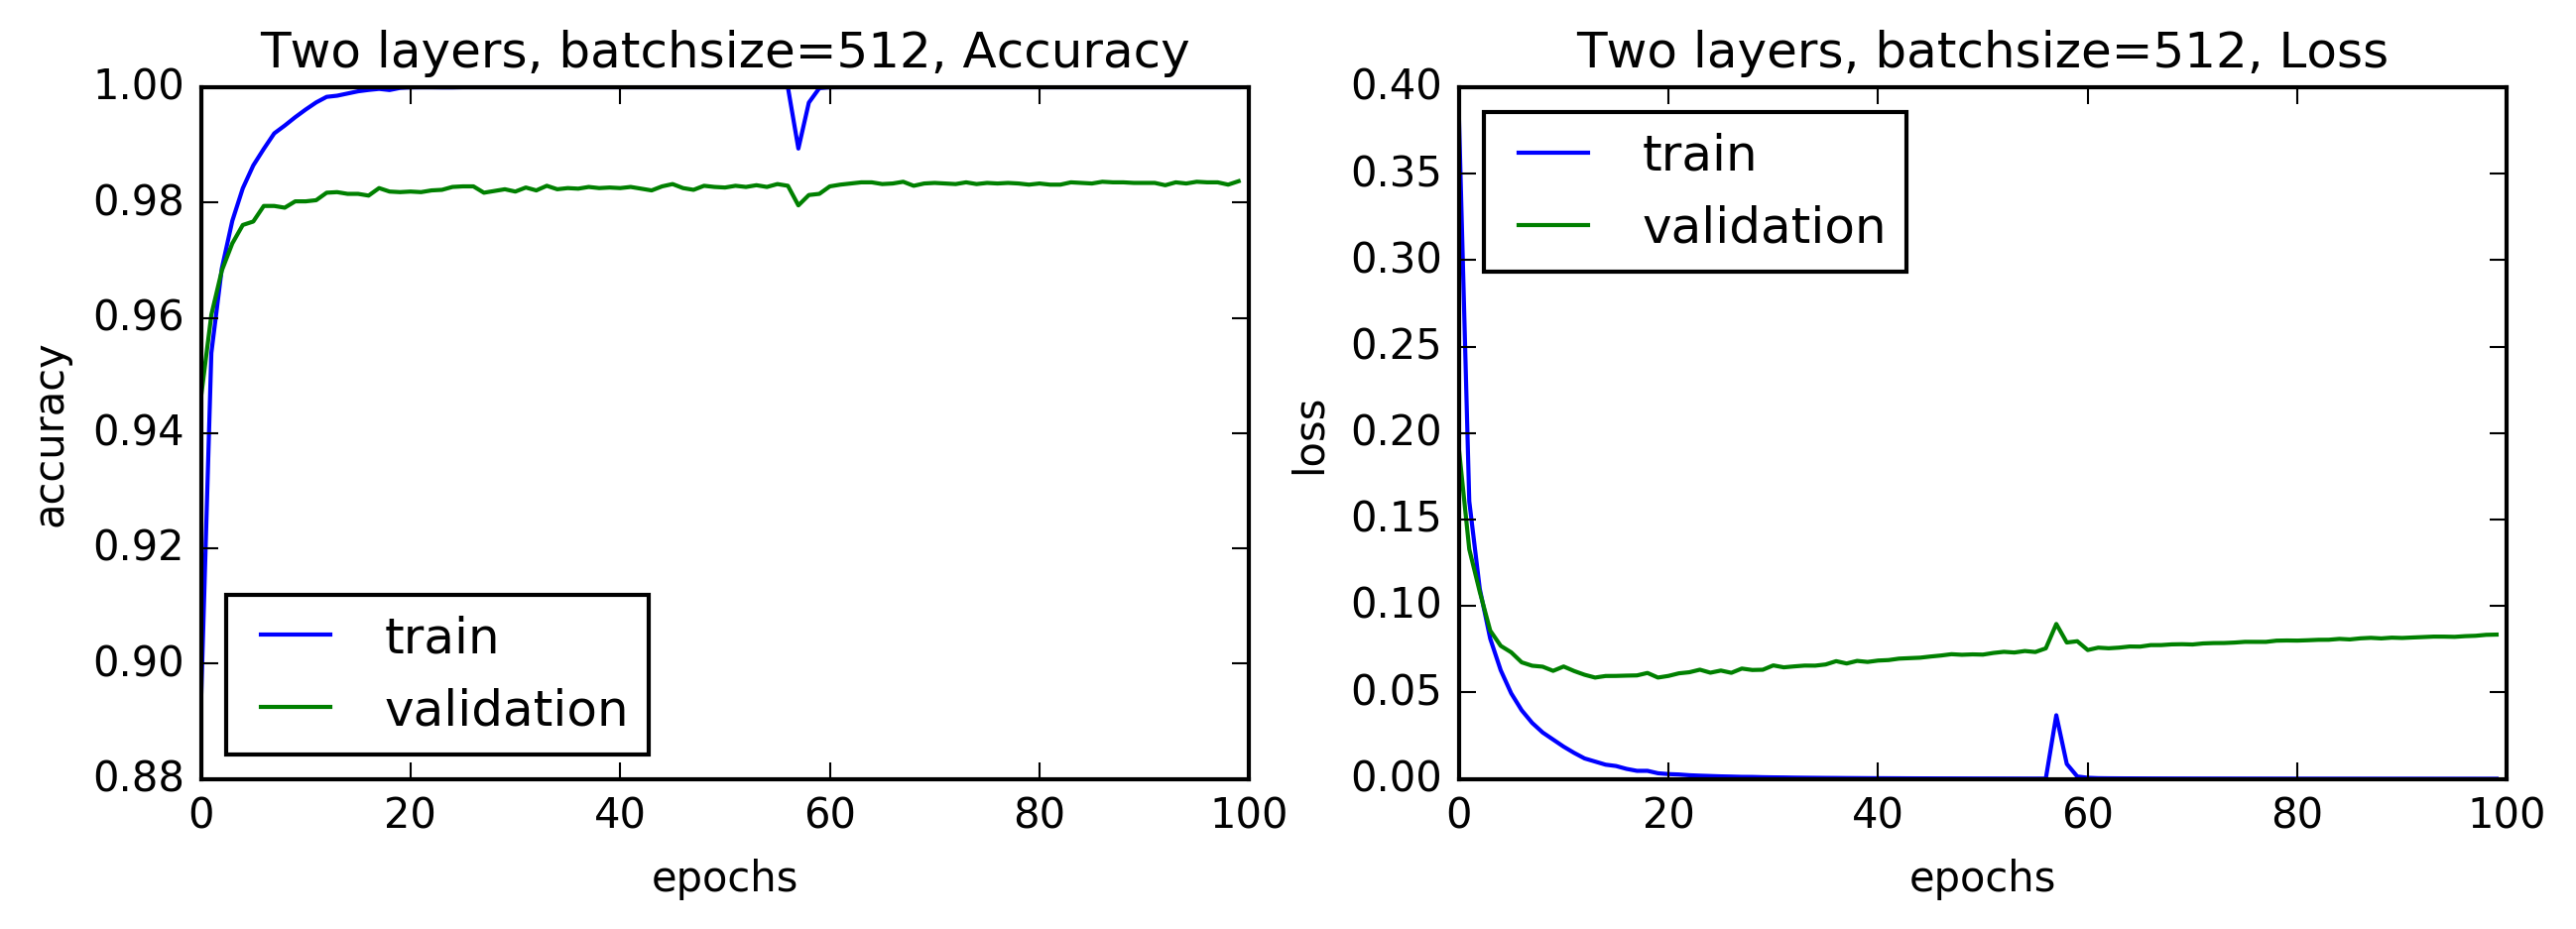 Two layers, batchsize=512, Accuracy
1.00
0.98
0.96
0.94
0.92
0.90
0.88
accuracy
train
validation
0 20 40 60 80 100
epochs
Two layers, batchsize=512, Loss
0.40
0.35
0.30
0.25
0.20
0.15
0.10
0.05
0.00
loss
train
validation
0 20 40 60 80 100
epochs